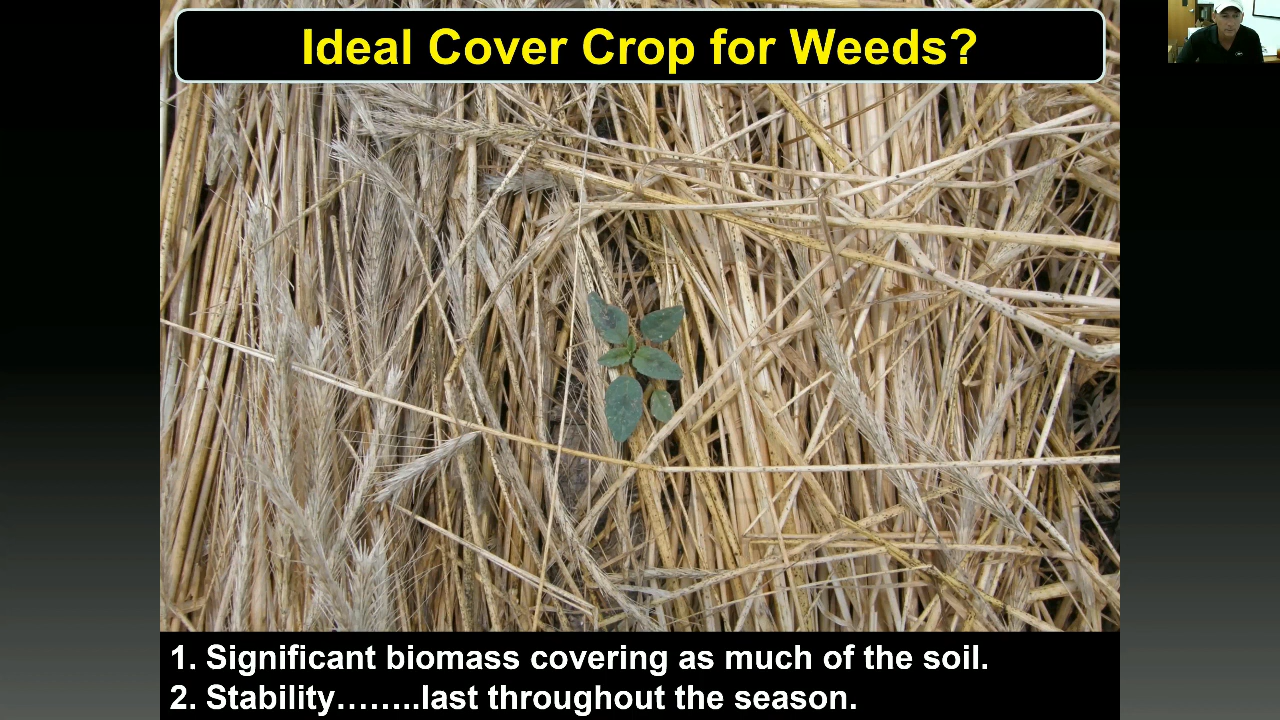 Ideal Cover Crop for Weeds?
1. Significant biomass covering as much of the soil.
2. Stability……..last throughout the season.